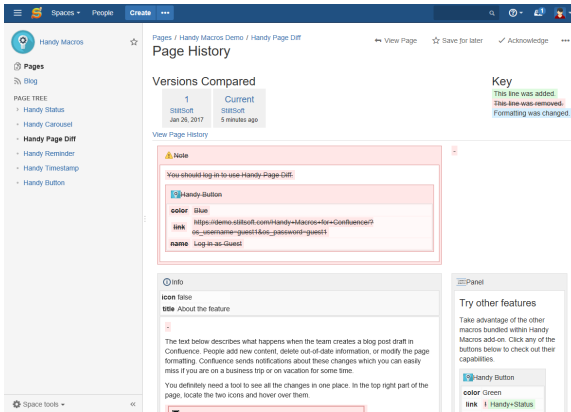 Spaces People Create
Handy Macros
Pages
Blog
PAGE TREE
Handy Status
Handy Carousel
Handy Page Diff
Handy Reminder
Handy Timestamp
Handy Button
Space tools
Pages / Handy Macros Demo / Handy Page Diff
View Page Save for later Acknowledge
Page History
Versions Compared
1 Current
StiltSoft StiltSoft
Jan 26, 2017 5 minutes ago
View Page History
Key
This line was added.
This line was removed.
Formatting was changed.
Note
You should log in to use Handy Page Diff.
Handy Button
color Blue
link https://demo.stiltsoft.com/Handy+Macros+for+Confluence/?
os_username=guest1&os_password=guest1
name Log in as Guest
-
Info
icon false
title About the feature
-
The text below describes what happens when the team creates a blog post draft in
Confluence. People add new content, delete out-of-date information, or modify the page
formatting. Confluence sends notifications about these changes which you can easily
miss if you are on a business trip or on vacation for some time.
You definitely need a tool to see all the changes in one place. In the top right part of the
page, locate the two icons and hover over them.
Panel
Try other features
Take advantage of the other
macros bundled within Handy
Macros add-on. Click any of the
buttons below to check out their
capabilities.
Handy Button
color Green
link Handy+Status